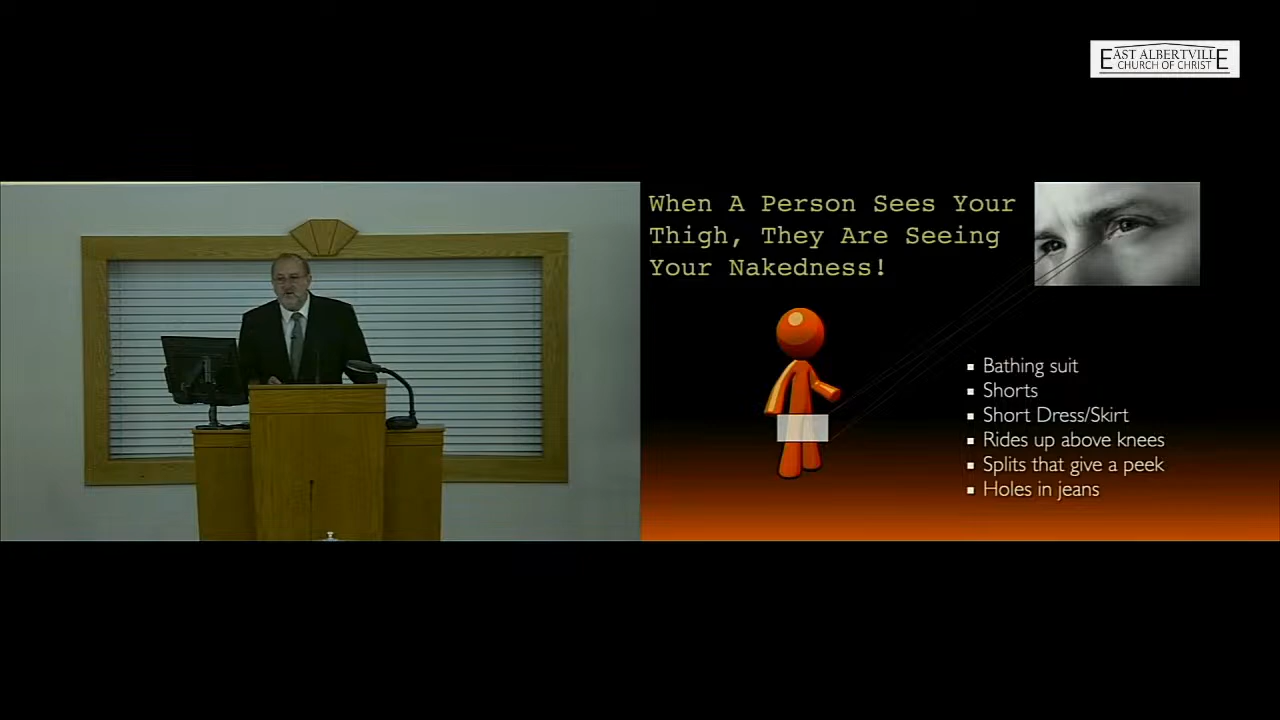 EAST ALBERTVILLE
CHURCH OF CHRIST
When A Person Sees Your
Thigh, They Are Seeing
Your Nakedness!
▪ Bathing suit
▪ Shorts
▪ Short Dress/Skirt
▪ Rides up above knees
▪ Splits that give a peek
▪ Holes in jeans